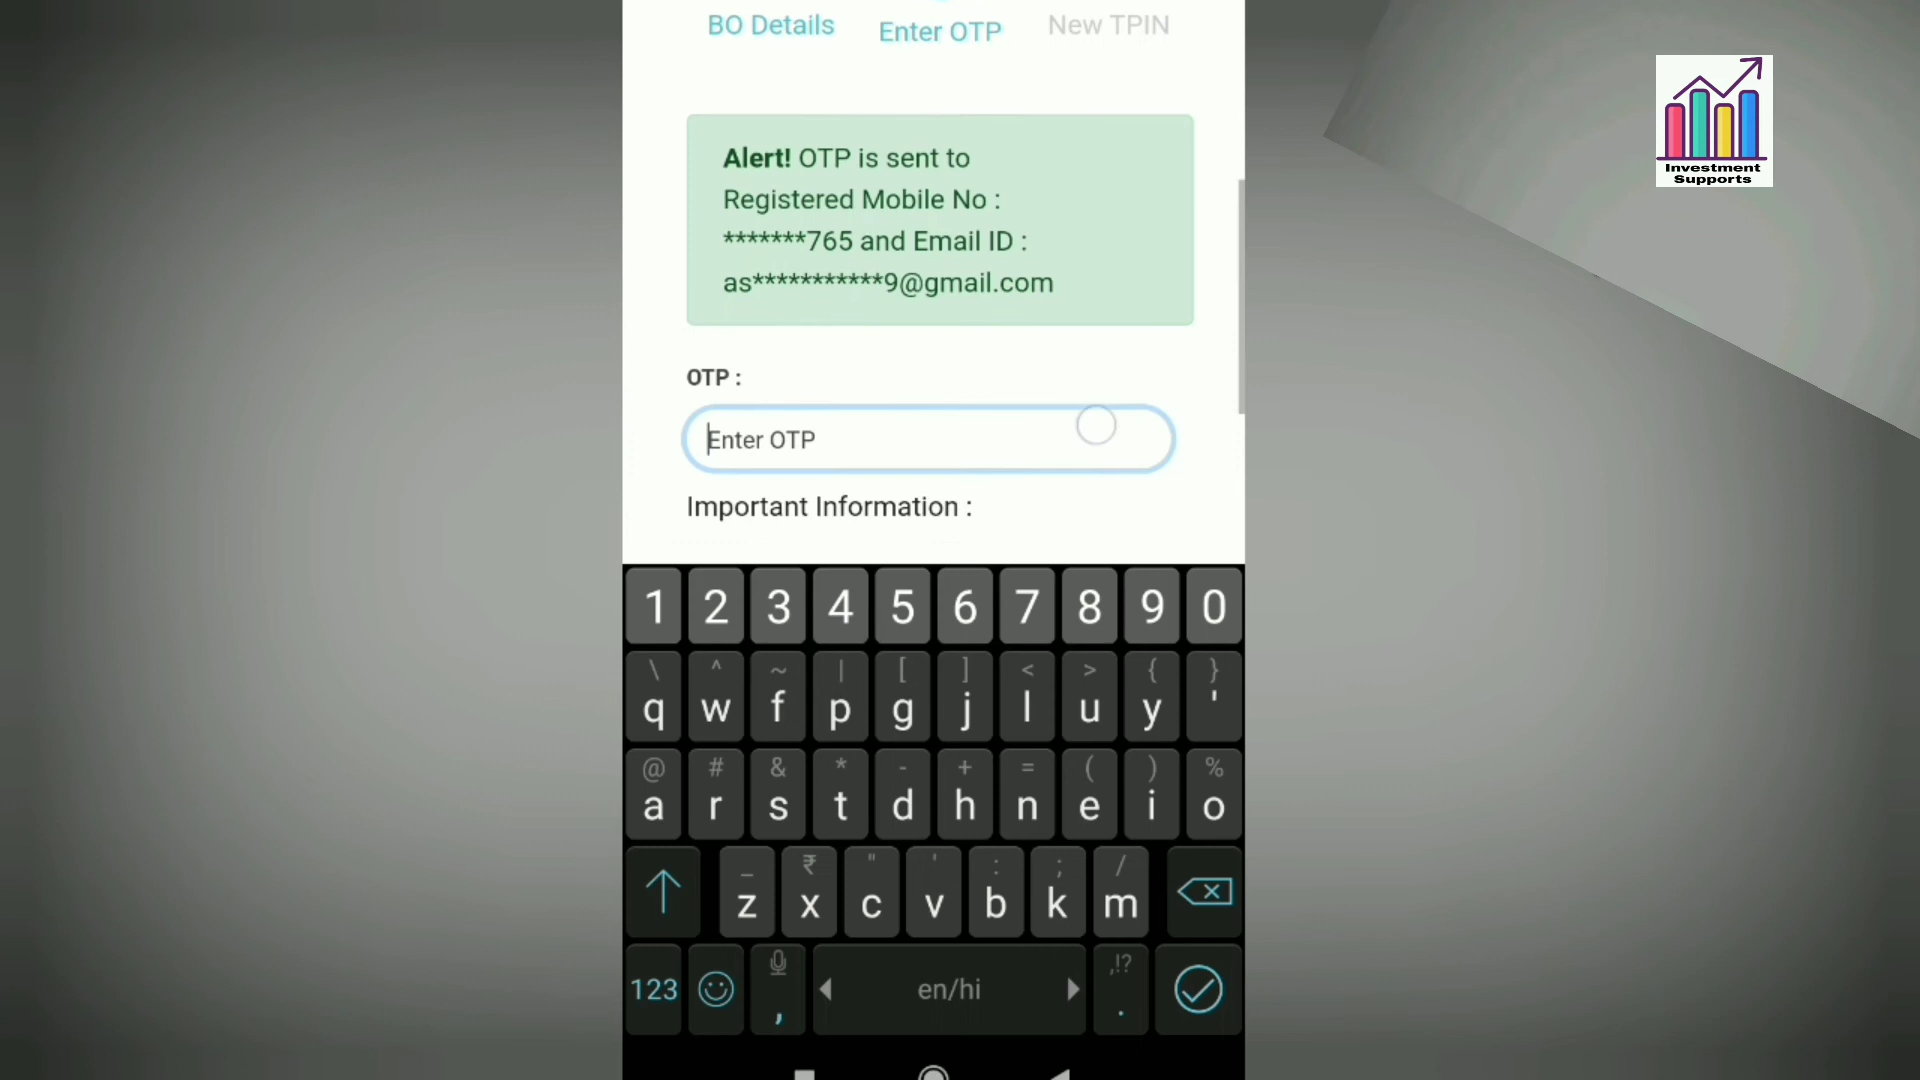 BO Details Enter OTP New TPIN
Investment
Supports
Alert! OTP is sent to
Registered Mobile No :
*******765 and Email ID :
as***********9@gmail.com
OTP :
Enter OTP
Important Information :
1 2 3 4 5 6 7 8 9 0
\ ^ ~ | [ ] < > { }
q w f p g j l u y '
@ # & * - + = ( ) %
a r s t d h n e i o
_ ₹ " ' : ; /
z x c v b k m
,!?
123 , en/hi .